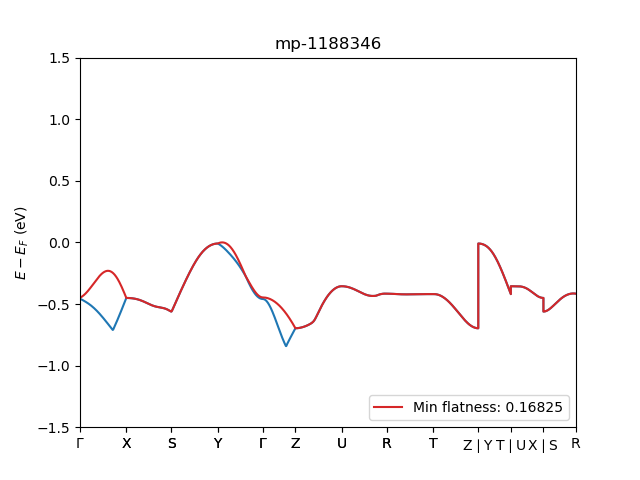 mp-1188346
1.5
1.0
0.5
0.0
−0.5
−1.0
−1.5
E − E_F (eV)
Min flatness: 0.16825
Γ X S Y Γ Z U R T Z | Y T | U X | S R